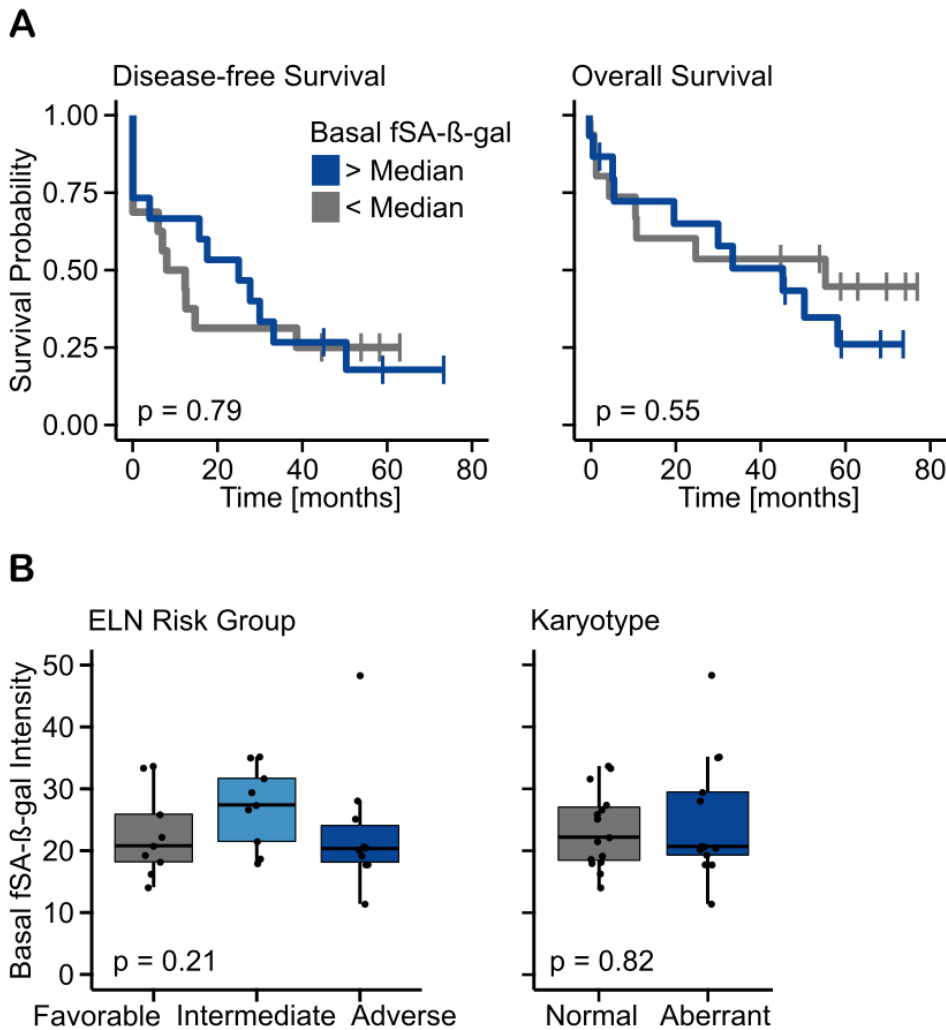 A
Disease-free Survival
Overall Survival
Survival Probability
1.00
0.75
0.50
0.25
0.00
Basal fSA-ß-gal
> Median
< Median
p = 0.79
p = 0.55
0 20 40 60 80
Time [months]
0 20 40 60 80
Time [months]
B
ELN Risk Group
Karyotype
Basal fSA-ß-gal Intensity
50
40
30
20
10
0
p = 0.21
p = 0.82
Favorable Intermediate Adverse
Normal Aberrant